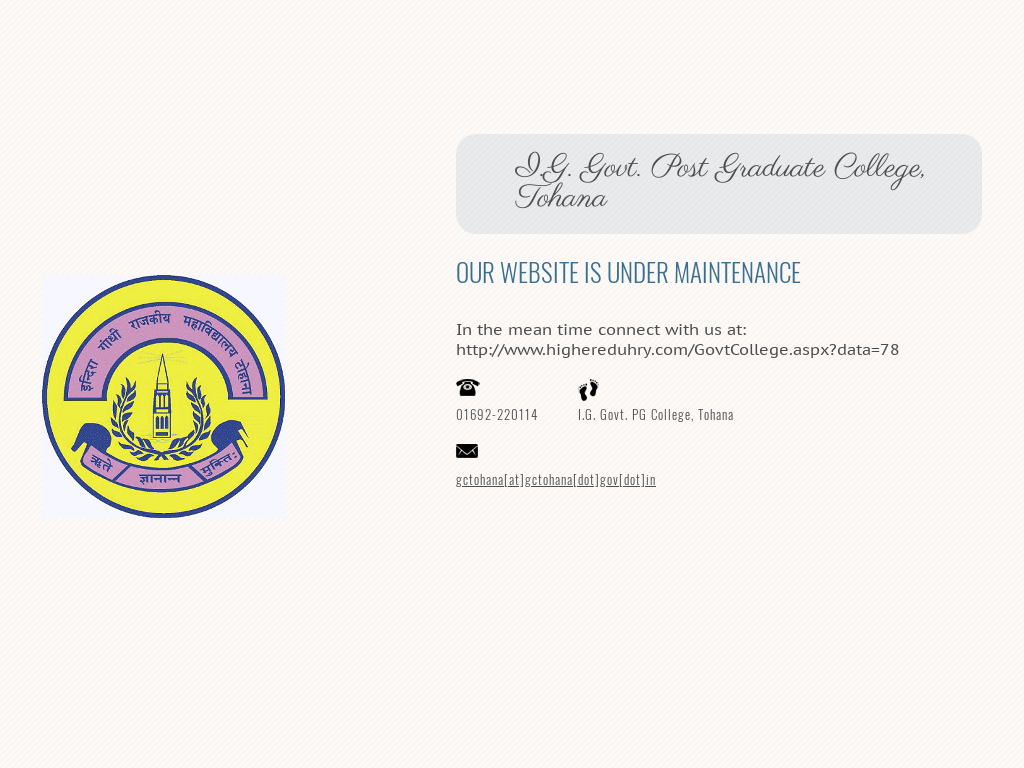 I.G. Govt. Post Graduate College,
Tohana
OUR WEBSITE IS UNDER MAINTENANCE
In the mean time connect with us at:
http://www.highereduhry.com/GovtCollege.aspx?data=78
01692-220114
I.G. Govt. PG College, Tohana
gctohana[at]gctohana[dot]gov[dot]in
इन्दिरा गांधी राजकीय महाविद्यालय टोहाना
ऋते ज्ञानान्न मुक्तिः